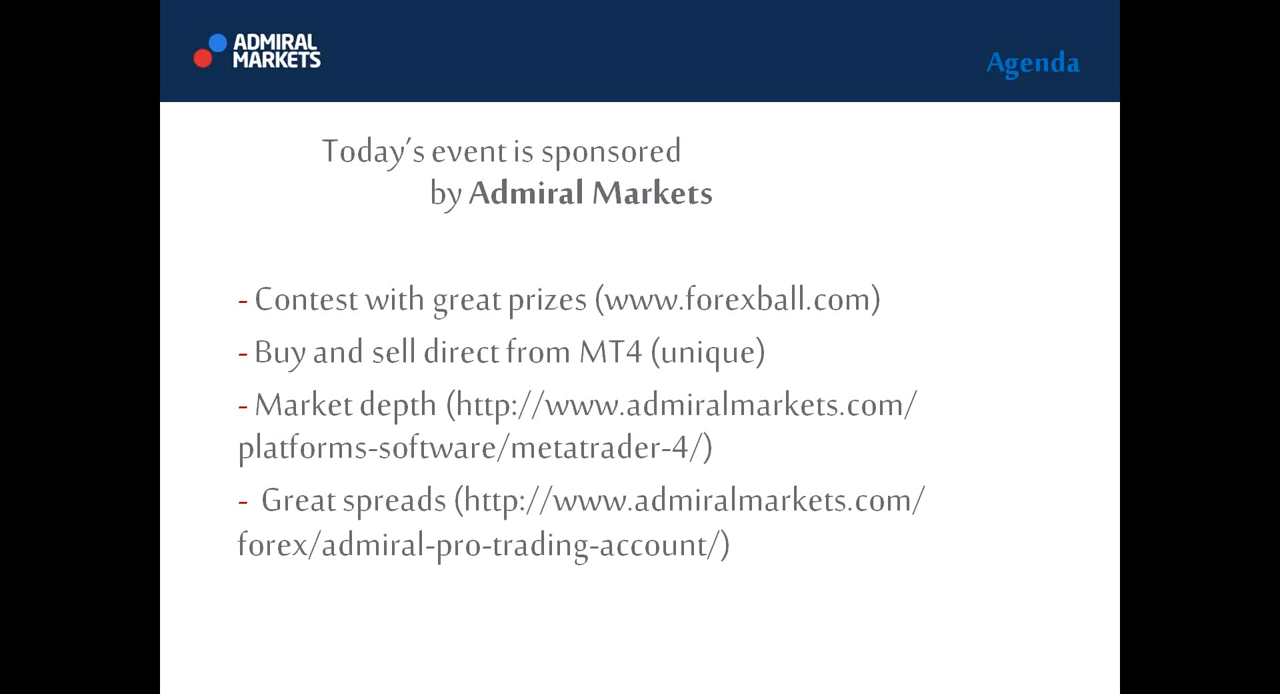 ADMIRAL
MARKETS
Agenda
Today’s event is sponsored
by Admiral Markets
- Contest with great prizes (www.forexball.com)
- Buy and sell direct from MT4 (unique)
- Market depth (http://www.admiralmarkets.com/
platforms-software/metatrader-4/)
- Great spreads (http://www.admiralmarkets.com/
forex/admiral-pro-trading-account/)